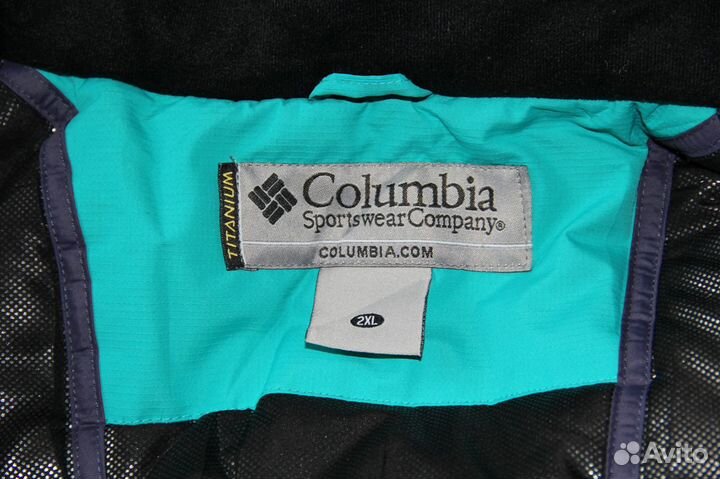 TITANIUM
Columbia
Sportswear Company®
COLUMBIA.COM
2XL
Avito